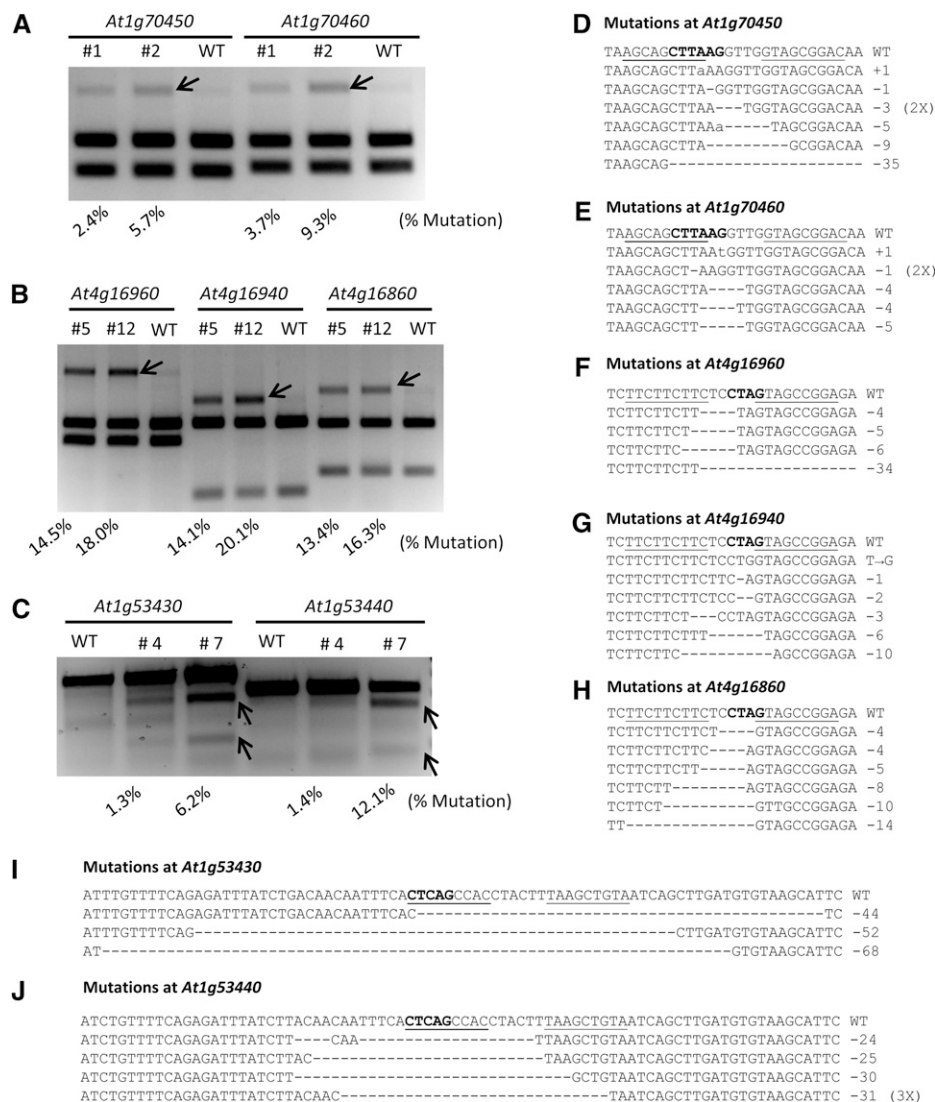 A
At1g70450 At1g70460
#1 #2 WT #1 #2 WT
2.4% 5.7% 3.7% 9.3% (% Mutation)
B
At4g16960 At4g16940 At4g16860
#5 #12 WT #5 #12 WT #5 #12 WT
14.5% 18.0% 14.1% 20.1% 13.4% 16.3% (% Mutation)
C
At1g53430 At1g53440
WT # 4 # 7 WT # 4 # 7
1.3% 6.2% 1.4% 12.1% (% Mutation)
D Mutations at At1g70450
TAAGCAGCTTAAGGTTGGTAGCGGACAA WT
TAAGCAGCTTaAAGGTTGGTAGCGGACA +1
TAAGCAGCTTA-GGTTGGTAGCGGACAA -1
TAAGCAGCTTAA---TGGTAGCGGACAA -3 (2X)
TAAGCAGCTTAAa-----TAGCGGACAA -5
TAAGCAGCTTA---------GCGGACAA -9
TAAGCAG--------------------- -35
E Mutations at At1g70460
TAAGCAGCTTAAGGTTGGTAGCGGACAA WT
TAAGCAGCTTAAtGGTTGGTAGCGGACA +1
TAAGCAGCT-AAGGTTGGTAGCGGACAA -1 (2X)
TAAGCAGCTTA----TTGGTAGCGGACAA -4
TAAGCAGCTT----TTGGTAGCGGACAA -4
TAAGCAGCTT-----TGGTAGCGGACAA -5
F Mutations at At4g16960
TCTTCTTCTTCTCCTAGTAGCCGGAGA WT
TCTTCTTCTT----TAGTAGCCGGAGA -4
TCTTCTTCT-----TAGTAGCCGGAGA -5
TCTTCTTC------TAGTAGCCGGAGA -6
TCTTCTTCTT----------------- -34
G Mutations at At4g16940
TCTTCTTCTTCTCCTAGTAGCCGGAGA WT
TCTTCTTCTTCTCCTGGTAGCCGGAGA T→G
TCTTCTTCTTCTC-AGTAGCCGGAGA -1
TCTTCTTCTTCTCC--GTAGCCGGAGA -2
TCTTCTTCT---CCTAGTAGCCGGAGA -3
TCTTCTTCTTT------TAGCCGGAGA -6
TCTTCTTC----------AGCCGGAGA -10
H Mutations at At4g16860
TCTTCTTCTTCTCCTAGTAGCCGGAGA WT
TCTTCTTCTTCT----GTAGCCGGAGA -4
TCTTCTTCTTC----AGTAGCCGGAGA -4
TCTTCTTCTT-----AGTAGCCGGAGA -5
TCTTCTT--------AGTAGCCGGAGA -8
TCTTCT----------GTTGCCGGAGA -10
TT--------------GTAGCCGGAGA -14
I Mutations at At1g53430
ATTTGTTTTCAGAGATTTATCTGACAACAATTTCACTCAGCCACCTACTTTAAGCTGTAATCAGCTTGATGTGTAAGCATTC WT
ATTTGTTTTCAGAGATTTATCTGACAACAATTTCAC--------------------------------------------TC -44
ATTTGTTTTCAG----------------------------------------------------CTTGATGTGTAAGCATTC -52
AT--------------------------------------------------------------------GTGTAAGCATTC -68
J Mutations at At1g53440
ATCTGTTTTCAGAGATTTATCTTACAACAATTTCACTCAGCCACCTACTTTAAGCTGTAATCAGCTTGATGTGTAAGCATTC WT
ATCTGTTTTCAGAGATTTATCTT----CAA--------------------TTAAGCTGTAATCAGCTTGATGTGTAAGCATTC -24
ATCTGTTTTCAGAGATTTATCTTAC-------------------------TAAGCTGTAATCAGCTTGATGTGTAAGCATTC -25
ATCTGTTTTCAGAGATTTATCTT------------------------------GCTGTAATCAGCTTGATGTGTAAGCATTC -30
ATCTGTTTTCAGAGATTTATCTTACAAC-------------------------------TAATCAGCTTGATGTGTAAGCATTC -31 (3X)